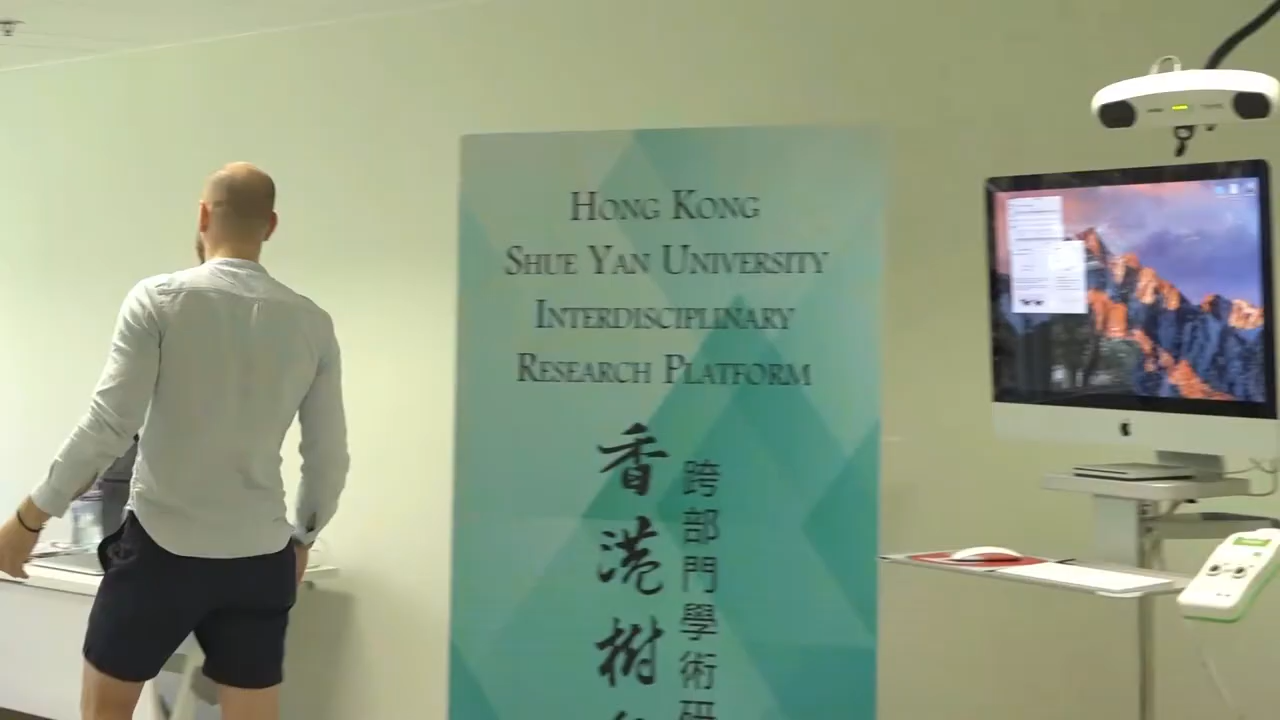 Hong Kong
Shue Yan University
Interdisciplinary
Research Platform
香港樹
跨部門學術研